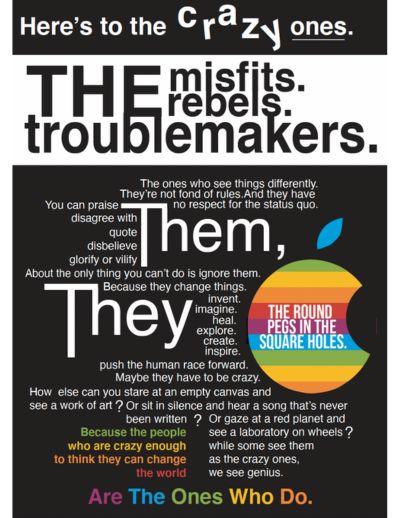 Here's to the crazy ones.
THE misfits.
rebels.
troublemakers.
The ones who see things differently.
They're not fond of rules.And they have
You can praise no respect for the status quo.
disagree with
quote
disbelieve
glorify or vilify
Them,
About the only thing you can't do is ignore them.
Because they change things.
They
invent.
imagine.
heal.
explore.
create.
inspire.
THE ROUND
PEGS IN THE
SQUARE HOLES.
push the human race forward.
Maybe they have to be crazy.
How else can you stare at an empty canvas and
see a work of art ? Or sit in silence and hear a song that's never
been written ? Or gaze at a red planet and
see a laboratory on wheels ?
Because the people
who are crazy enough
to think they can change
the world
while some see them
as the crazy ones,
we see genius.
Are The Ones Who Do.